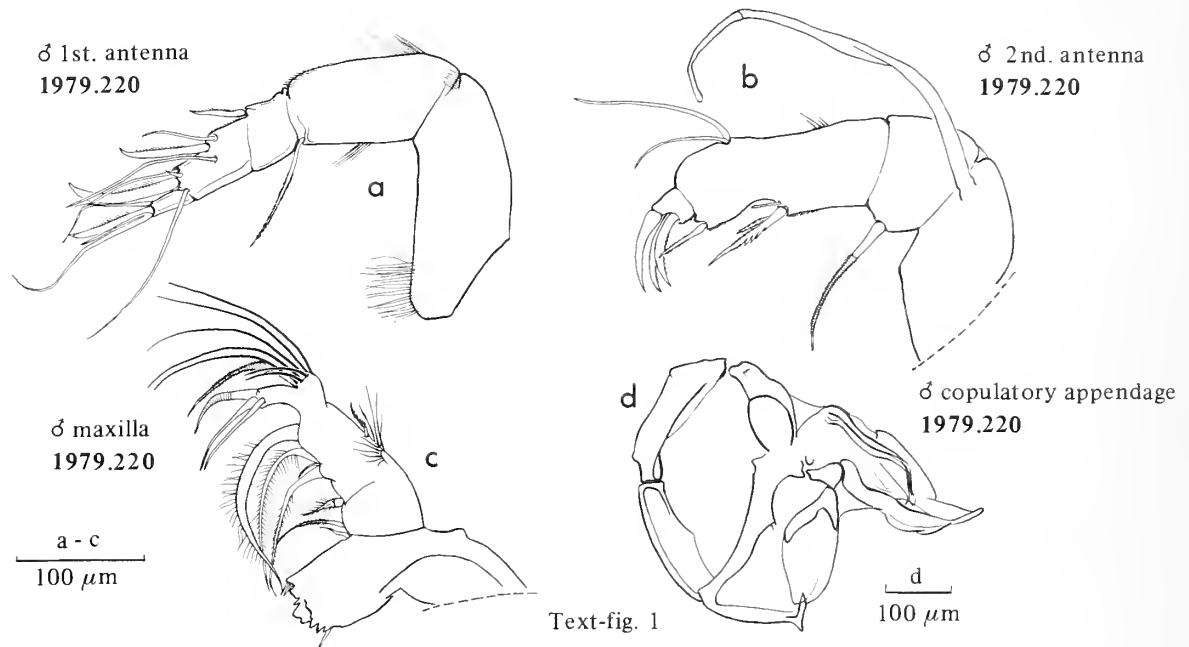 ♂ 1st. antenna
1979.220
a
b
♂ 2nd. antenna
1979.220
♂ maxilla
1979.220
c
d
♂ copulatory appendage
1979.220
a - c
100 μm
d
100 μm
Text-fig. 1